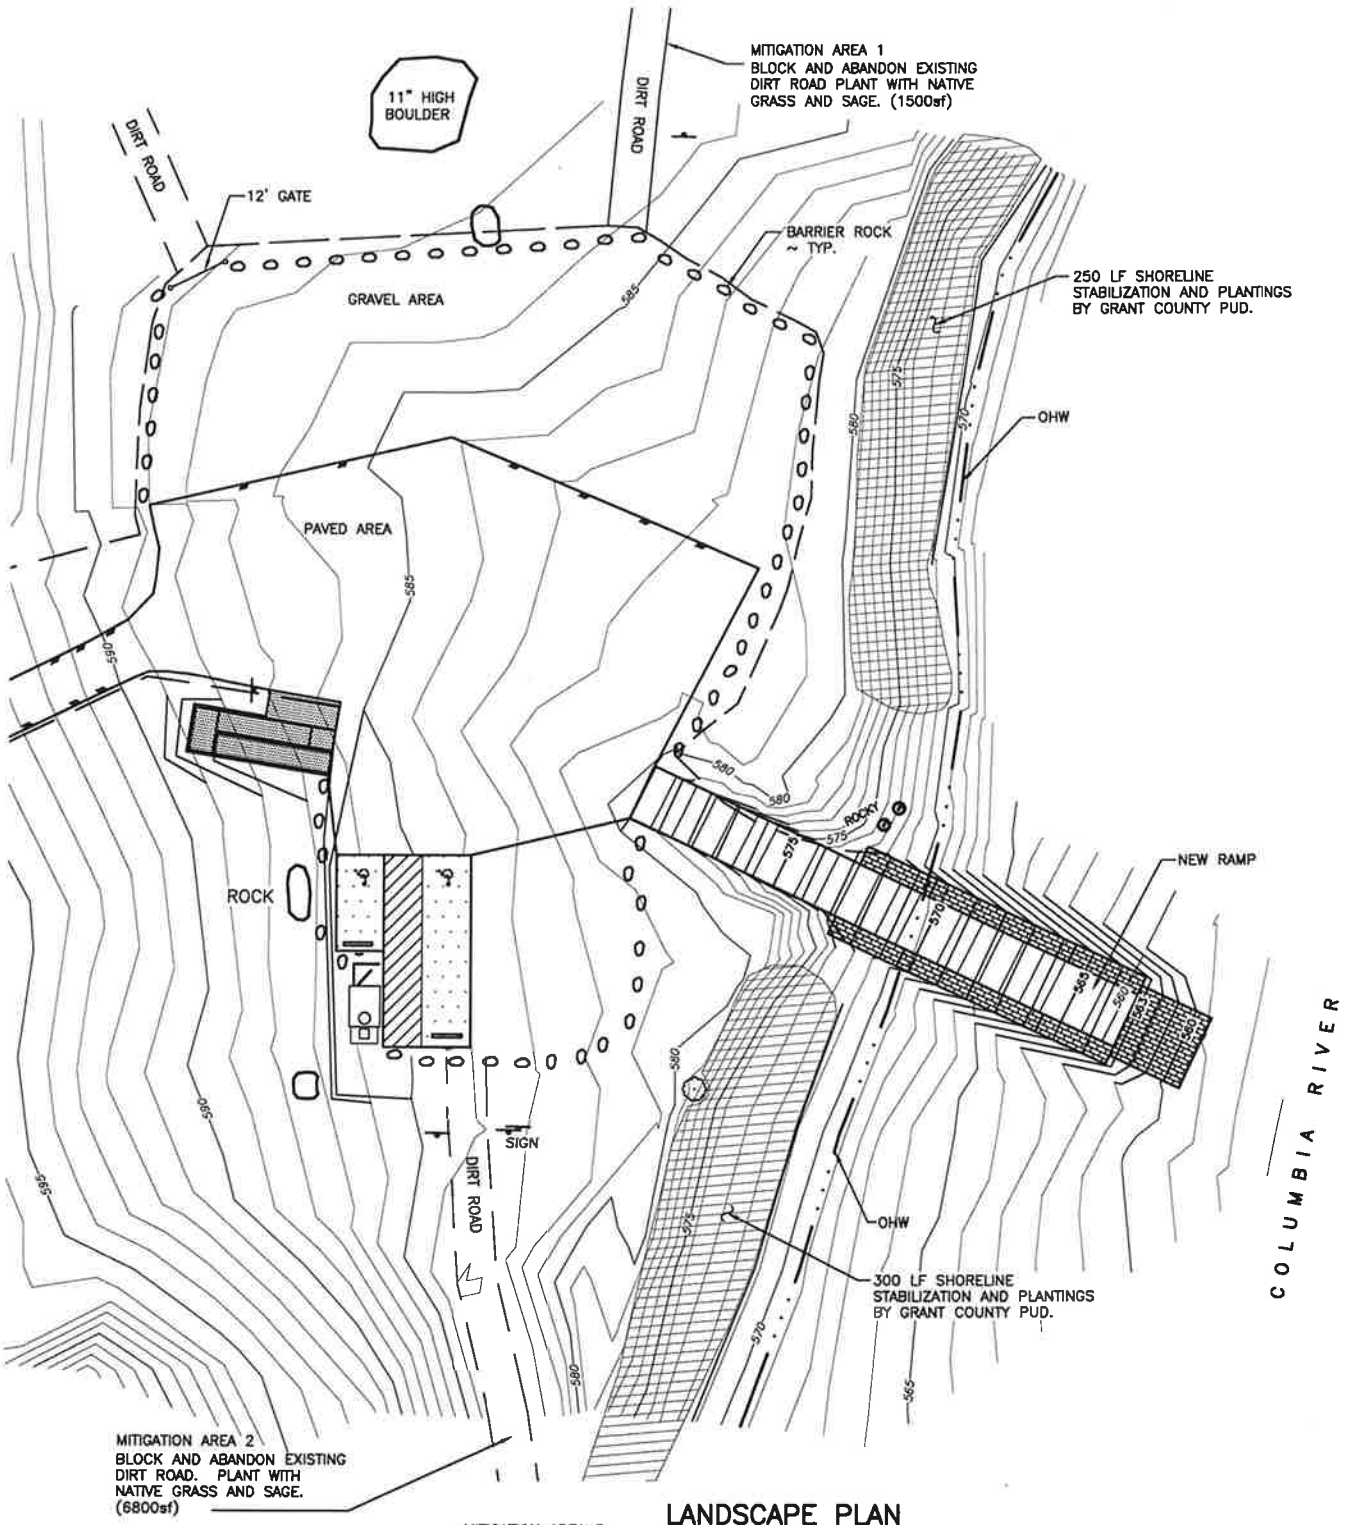 MITIGATION AREA 1
BLOCK AND ABANDON EXISTING
DIRT ROAD PLANT WITH NATIVE
GRASS AND SAGE. (1500sf)
11" HIGH
BOULDER
DIRT ROAD
DIRT ROAD
12' GATE
BARRIER ROCK
~ TYP.
GRAVEL AREA
585
250 LF SHORELINE
STABILIZATION AND PLANTINGS
BY GRANT COUNTY PUD.
575
580
570
OHW
PAVED AREA
585
590
580
580
ROCKY
575
575
NEW RAMP
ROCK
570
565
560
563
560
COLUMBIA RIVER
580
590
SIGN
DIRT ROAD
595
575
OHW
300 LF SHORELINE
STABILIZATION AND PLANTINGS
BY GRANT COUNTY PUD.
570
580
565
MITIGATION AREA 2
BLOCK AND ABANDON EXISTING
DIRT ROAD. PLANT WITH
NATIVE GRASS AND SAGE.
(6800sf)
LANDSCAPE PLAN